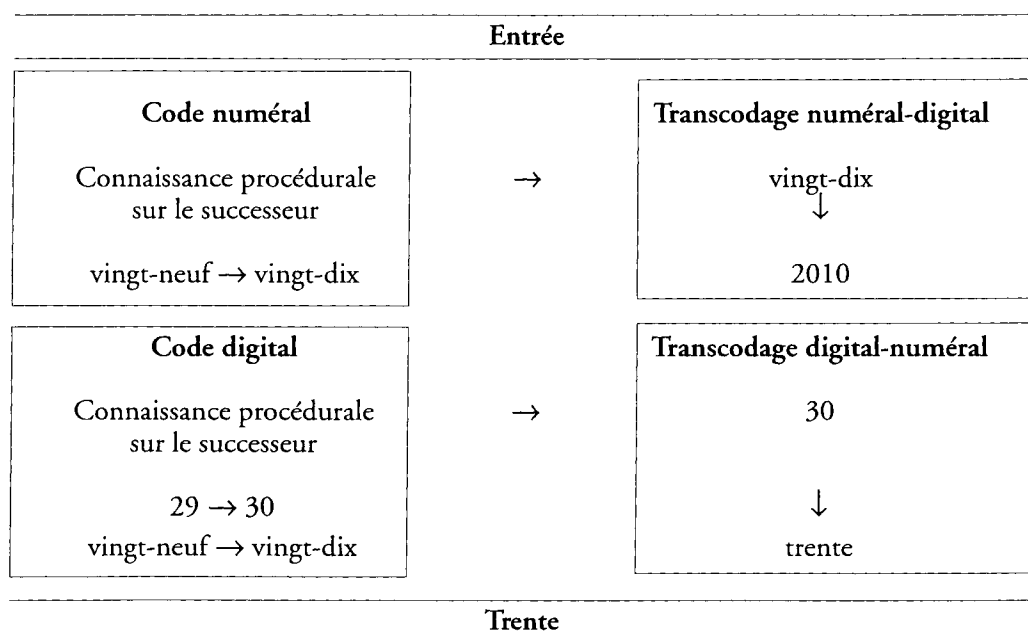 Entrée
Code numéral
Connaissance procédurale
sur le successeur
vingt-neuf → vingt-dix
→
Transcodage numéral-digital
vingt-dix
↓
2010
Code digital
Connaissance procédurale
sur le successeur
29 → 30
vingt-neuf → vingt-dix
→
Transcodage digital-numéral
30
↓
trente
Trente